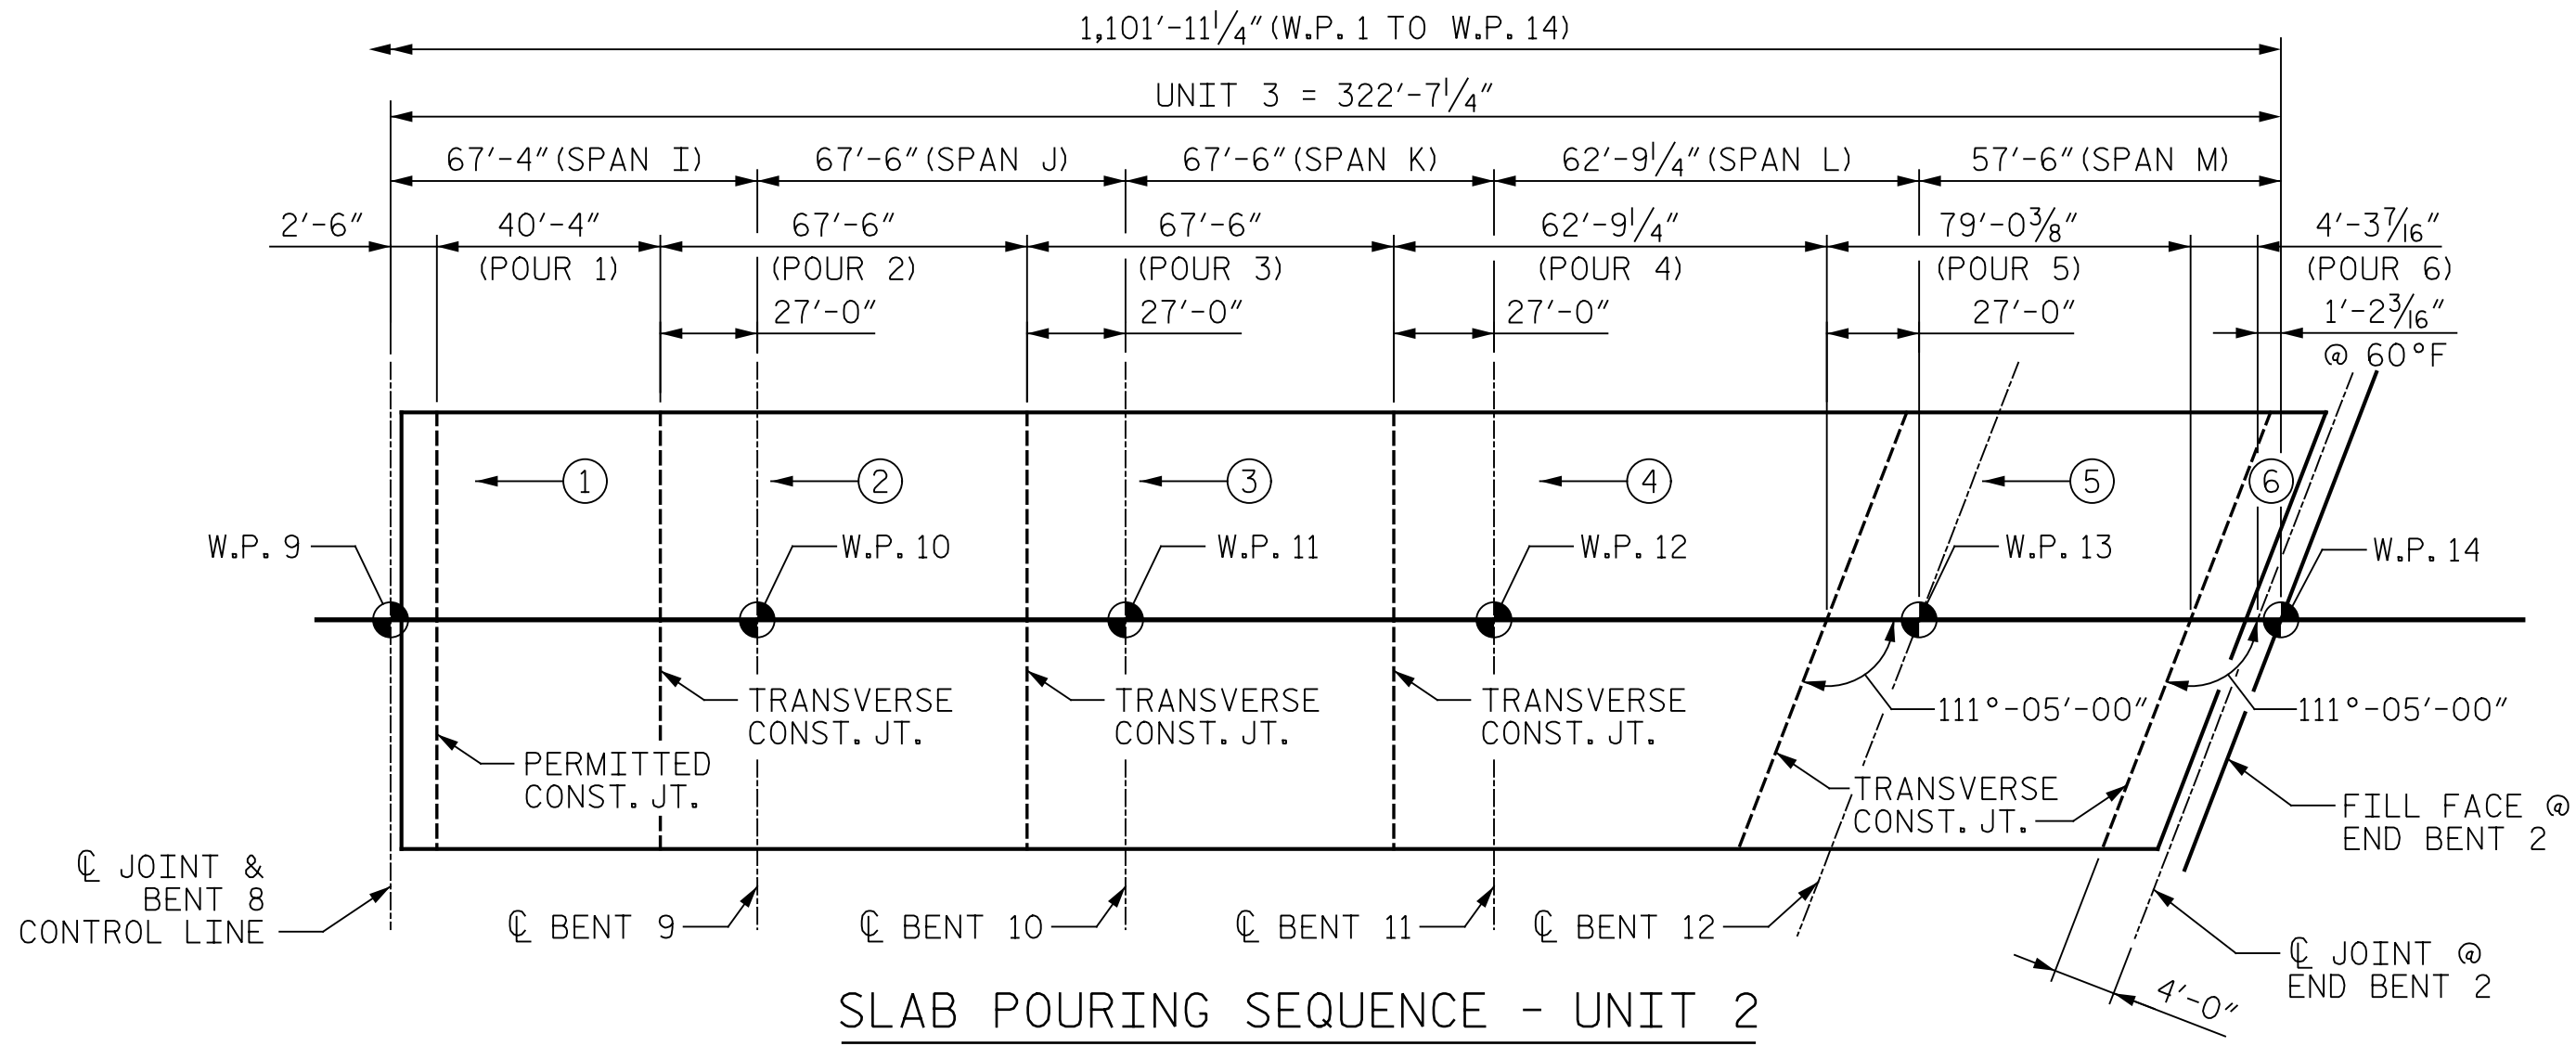 1,101′-11¼″ (W.P. 1 TO W.P. 14)
UNIT 3 = 322′-7¼″
67′-4″ (SPAN I)
67′-6″ (SPAN J)
67′-6″ (SPAN K)
62′-9¼″ (SPAN L)
57′-6″ (SPAN M)
2′-6″
40′-4″
(POUR 1)
67′-6″
(POUR 2)
67′-6″
(POUR 3)
62′-9¼″
(POUR 4)
79′-0⅜″
(POUR 5)
4′-3⁷⁄₁₆″
(POUR 6)
27′-0″
27′-0″
27′-0″
27′-0″
1′-2³⁄₁₆″
@ 60°F
1
2
3
4
5
6
W.P. 9
W.P. 10
W.P. 11
W.P. 12
W.P. 13
W.P. 14
TRANSVERSE
CONST. JT.
TRANSVERSE
CONST. JT.
TRANSVERSE
CONST. JT.
111°-05′-00″
111°-05′-00″
PERMITTED
CONST. JT.
TRANSVERSE
CONST. JT.
FILL FACE @
END BENT 2
℄ JOINT &
BENT 8
CONTROL LINE
℄ BENT 9
℄ BENT 10
℄ BENT 11
℄ BENT 12
℄ JOINT @
END BENT 2
4′-0″
SLAB POURING SEQUENCE - UNIT 2